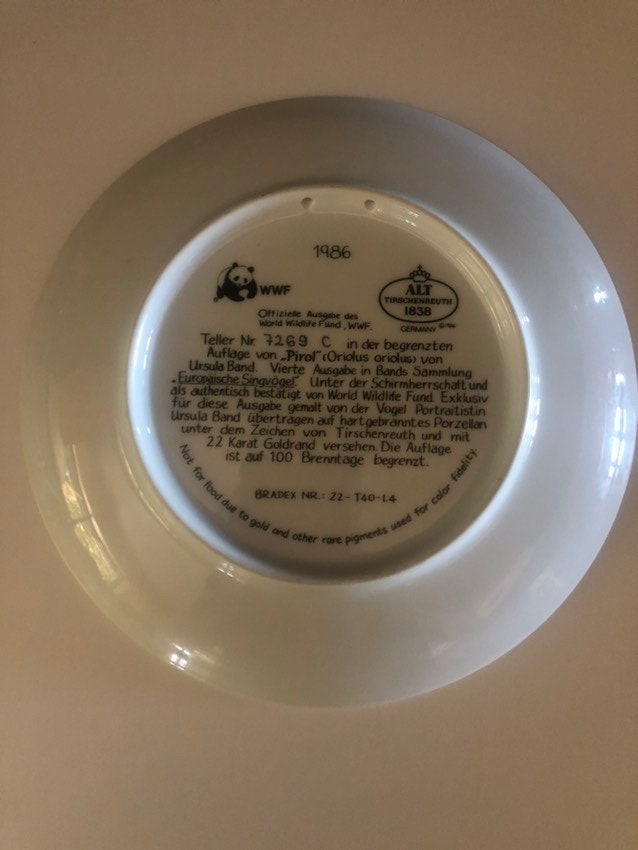 1986
WWF
ALT
TIRSCHENREUTH
1838
GERMANY © 1986
Offizielle Ausgabe des
World Wildlife Fund, WWF.
Teller Nr. 7269 C in der begrenzten
Auflage von „Pirol" (Oriolus oriolus) von
Ursula Band. Vierte Ausgabe in Bands Sammlung
„Europäische Singvögel". Unter der Schirmherrschaft und
als authentisch bestätigt von World Wildlife Fund. Exklusiv
für diese Ausgabe gemalt von der Vogel Portraitistin
Ursula Band übertragen auf hartgebranntes Porzellan
unter dem Zeichen von Tirschenreuth und mit
22 Karat Goldrand versehen. Die Auflage
ist auf 100 Brenntage begrenzt.
BRADEX NR.: 22-T40-1.4
Not for food due to gold and other rare pigments used for color fidelity.